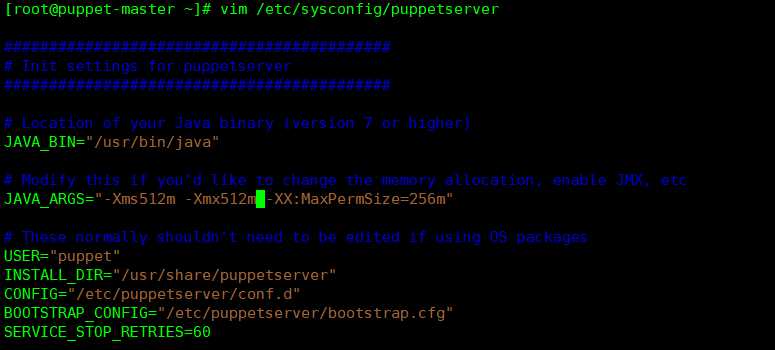 [root@puppet-master ~]# vim /etc/sysconfig/puppetserver
###########################################
# Init settings for puppetserver
###########################################
# Location of your Java binary (version 7 or higher)
JAVA_BIN="/usr/bin/java"
# Modify this if you'd like to change the memory allocation, enable JMX, etc
JAVA_ARGS="-Xms512m -Xmx512m -XX:MaxPermSize=256m"
# These normally shouldn't need to be edited if using OS packages
USER="puppet"
INSTALL_DIR="/usr/share/puppetserver"
CONFIG="/etc/puppetserver/conf.d"
BOOTSTRAP_CONFIG="/etc/puppetserver/bootstrap.cfg"
SERVICE_STOP_RETRIES=60